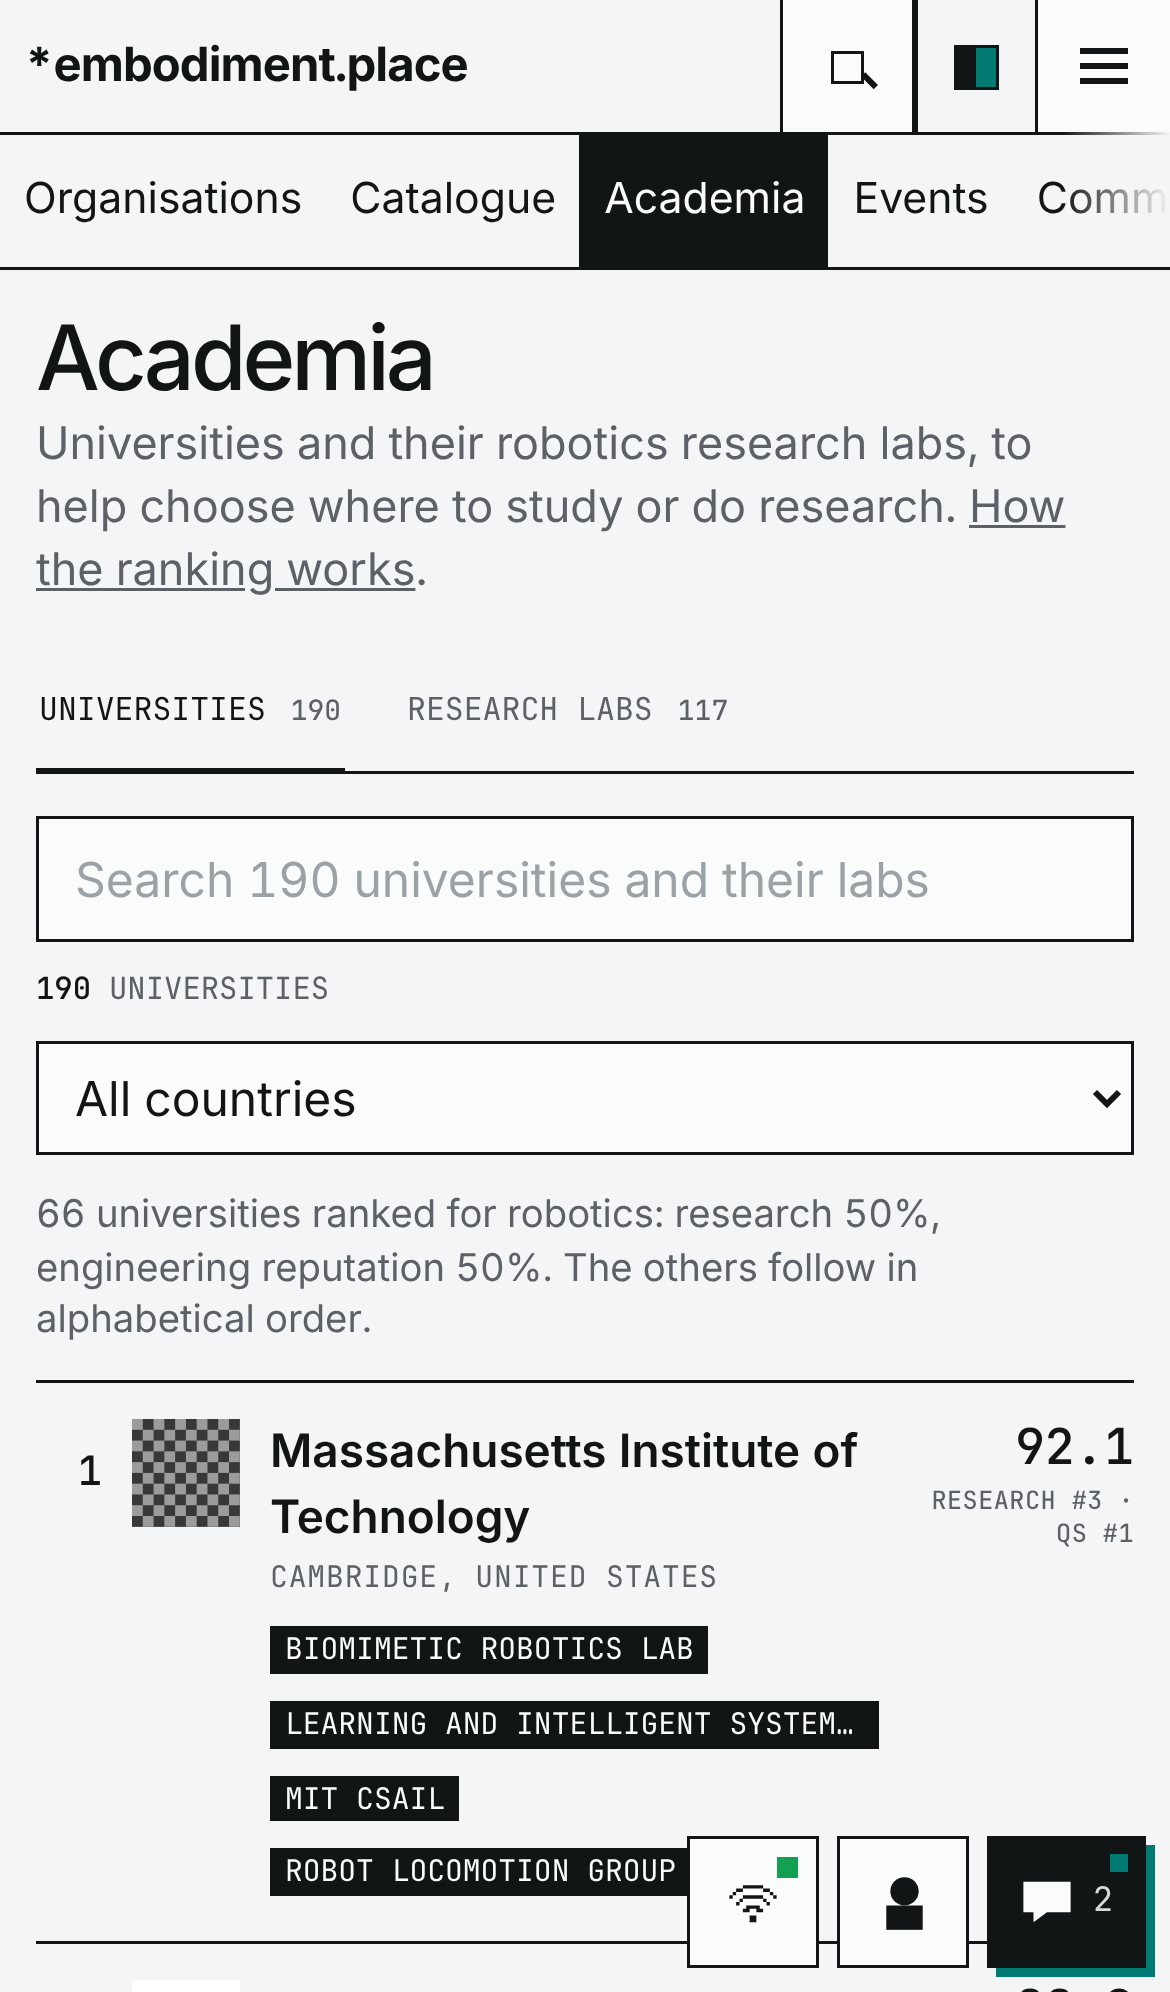 *embodiment.place
Organisations Catalogue Academia Events Comm
Academia
Universities and their robotics research labs, to
help choose where to study or do research. How
the ranking works.
UNIVERSITIES 190 RESEARCH LABS 117
Search 190 universities and their labs
190 UNIVERSITIES
All countries
66 universities ranked for robotics: research 50%,
engineering reputation 50%. The others follow in
alphabetical order.
1 Massachusetts Institute of 92.1
Technology
RESEARCH #3 ·
QS #1
CAMBRIDGE, UNITED STATES
BIOMIMETIC ROBOTICS LAB
LEARNING AND INTELLIGENT SYSTEM…
MIT CSAIL
ROBOT LOCOMOTION GROUP
2